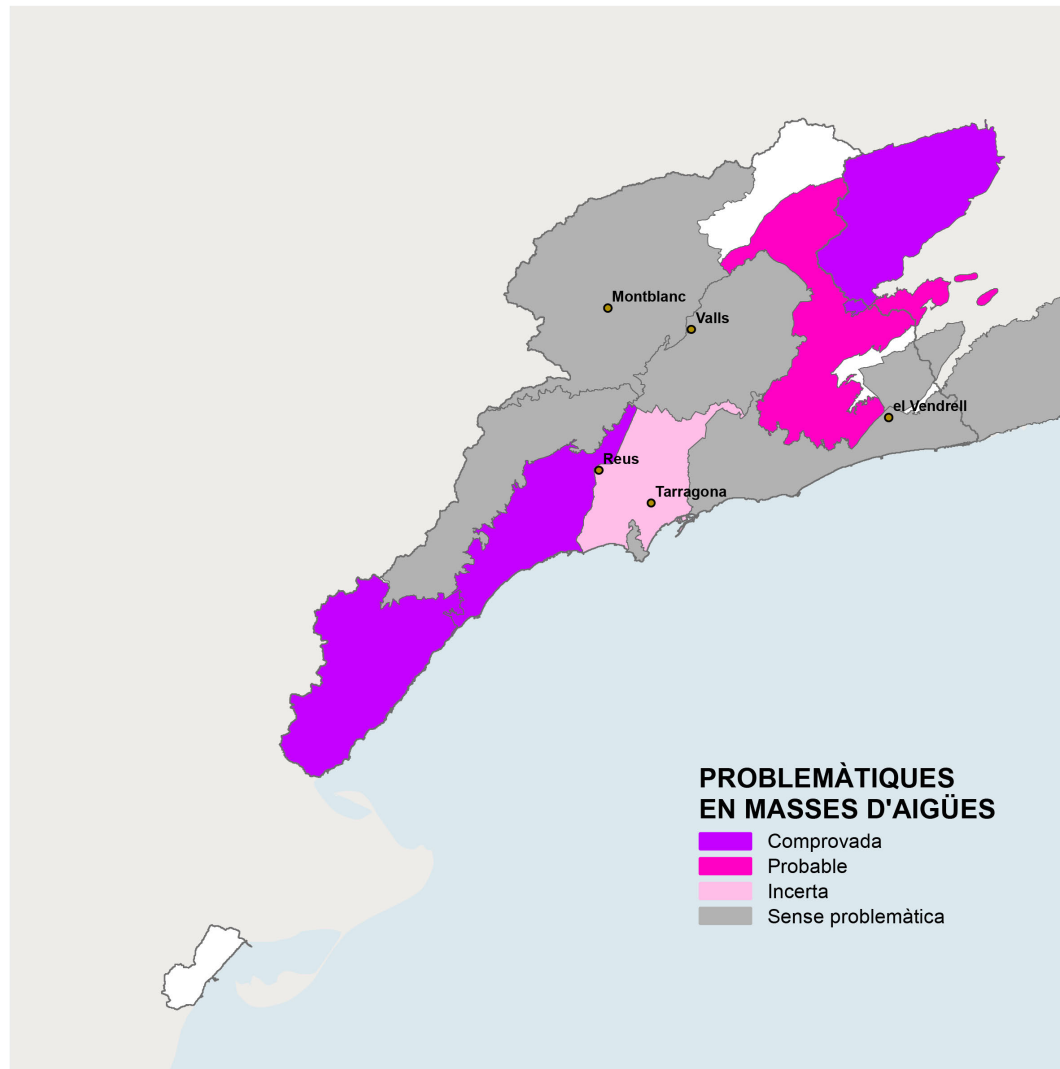 Montblanc
Valls
el Vendrell
Reus
Tarragona
PROBLEMÀTIQUES
EN MASSES D'AIGÜES
Comprovada
Probable
Incerta
Sense problemàtica